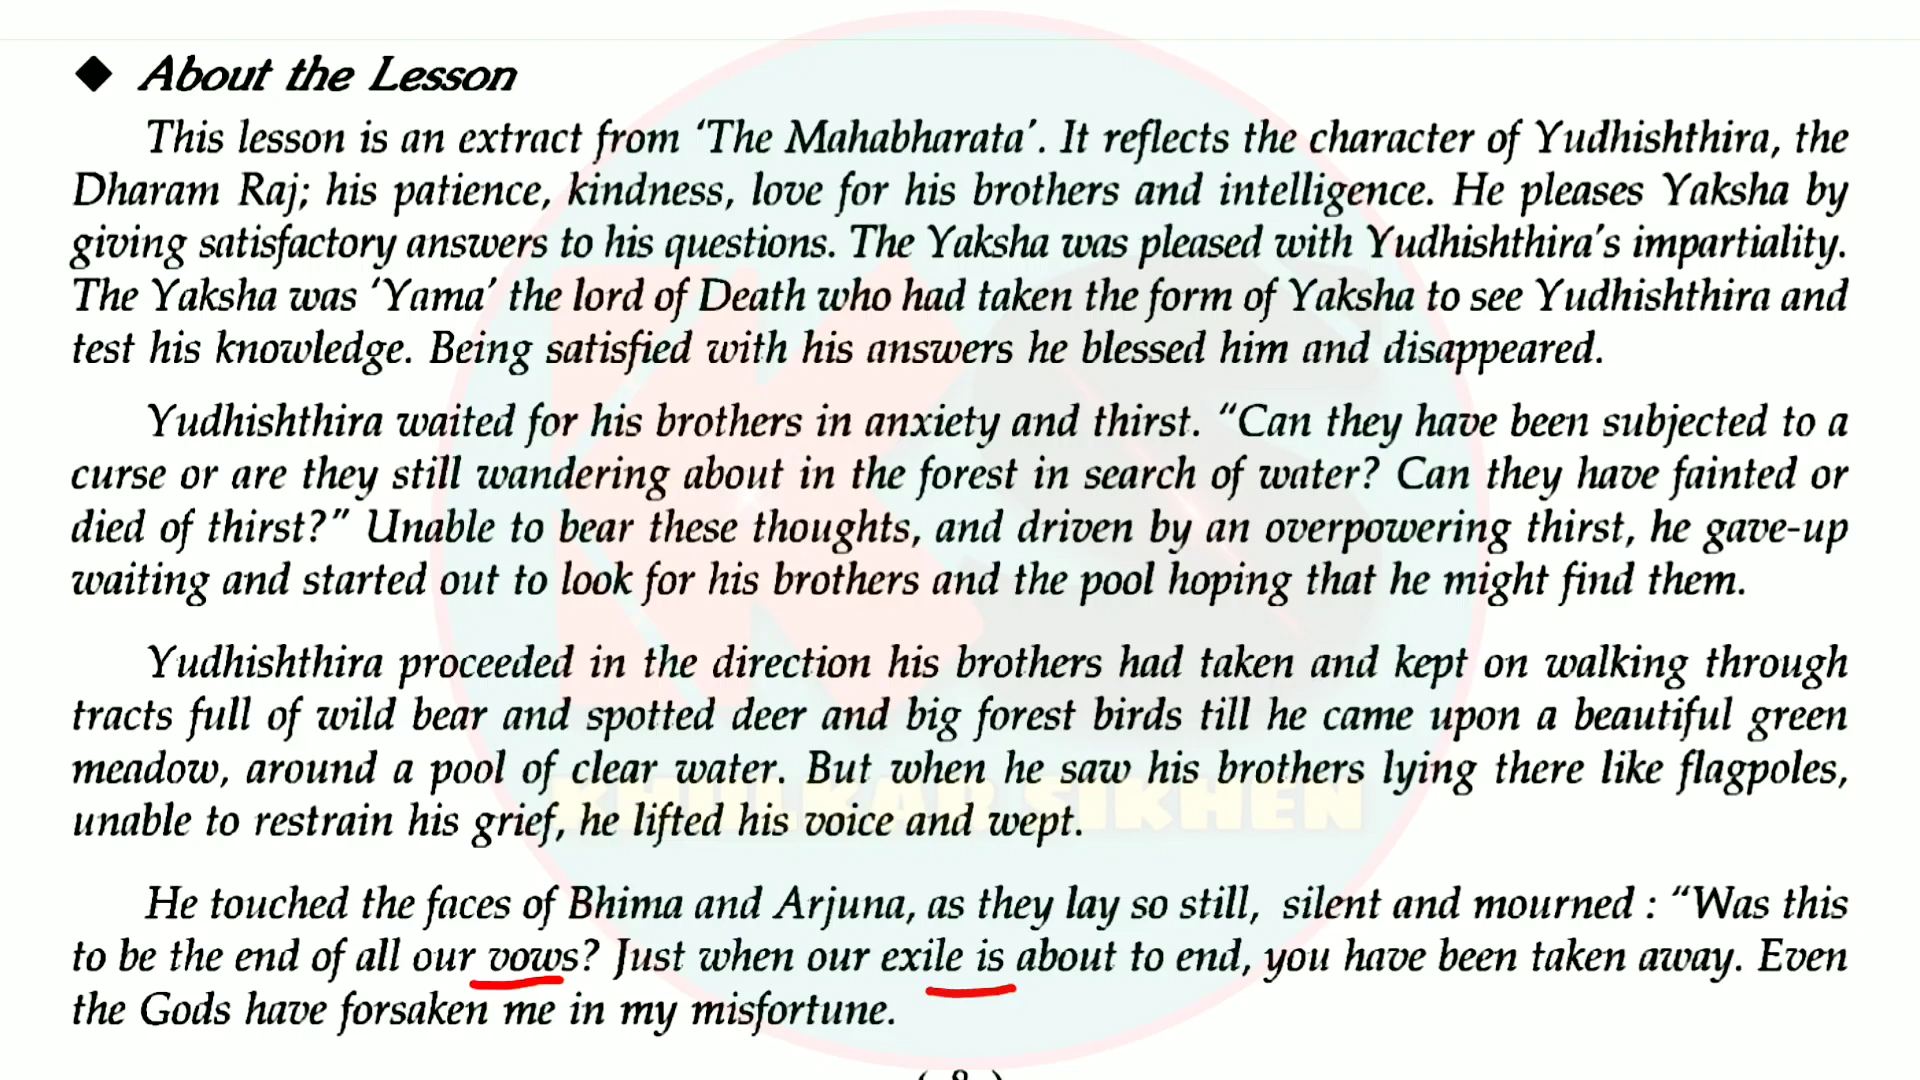 ◆ About the Lesson
This lesson is an extract from ‘The Mahabharata’. It reflects the character of Yudhishthira, the
Dharam Raj; his patience, kindness, love for his brothers and intelligence. He pleases Yaksha by
giving satisfactory answers to his questions. The Yaksha was pleased with Yudhishthira’s impartiality.
The Yaksha was ‘Yama’ the lord of Death who had taken the form of Yaksha to see Yudhishthira and
test his knowledge. Being satisfied with his answers he blessed him and disappeared.
Yudhishthira waited for his brothers in anxiety and thirst. “Can they have been subjected to a
curse or are they still wandering about in the forest in search of water? Can they have fainted or
died of thirst?” Unable to bear these thoughts, and driven by an overpowering thirst, he gave-up
waiting and started out to look for his brothers and the pool hoping that he might find them.
Yudhishthira proceeded in the direction his brothers had taken and kept on walking through
tracts full of wild bear and spotted deer and big forest birds till he came upon a beautiful green
meadow, around a pool of clear water. But when he saw his brothers lying there like flagpoles,
unable to restrain his grief, he lifted his voice and wept.
KHULKAR SIKHEN
He touched the faces of Bhima and Arjuna, as they lay so still, silent and mourned : “Was this
to be the end of all our vows? Just when our exile is about to end, you have been taken away. Even
the Gods have forsaken me in my misfortune.